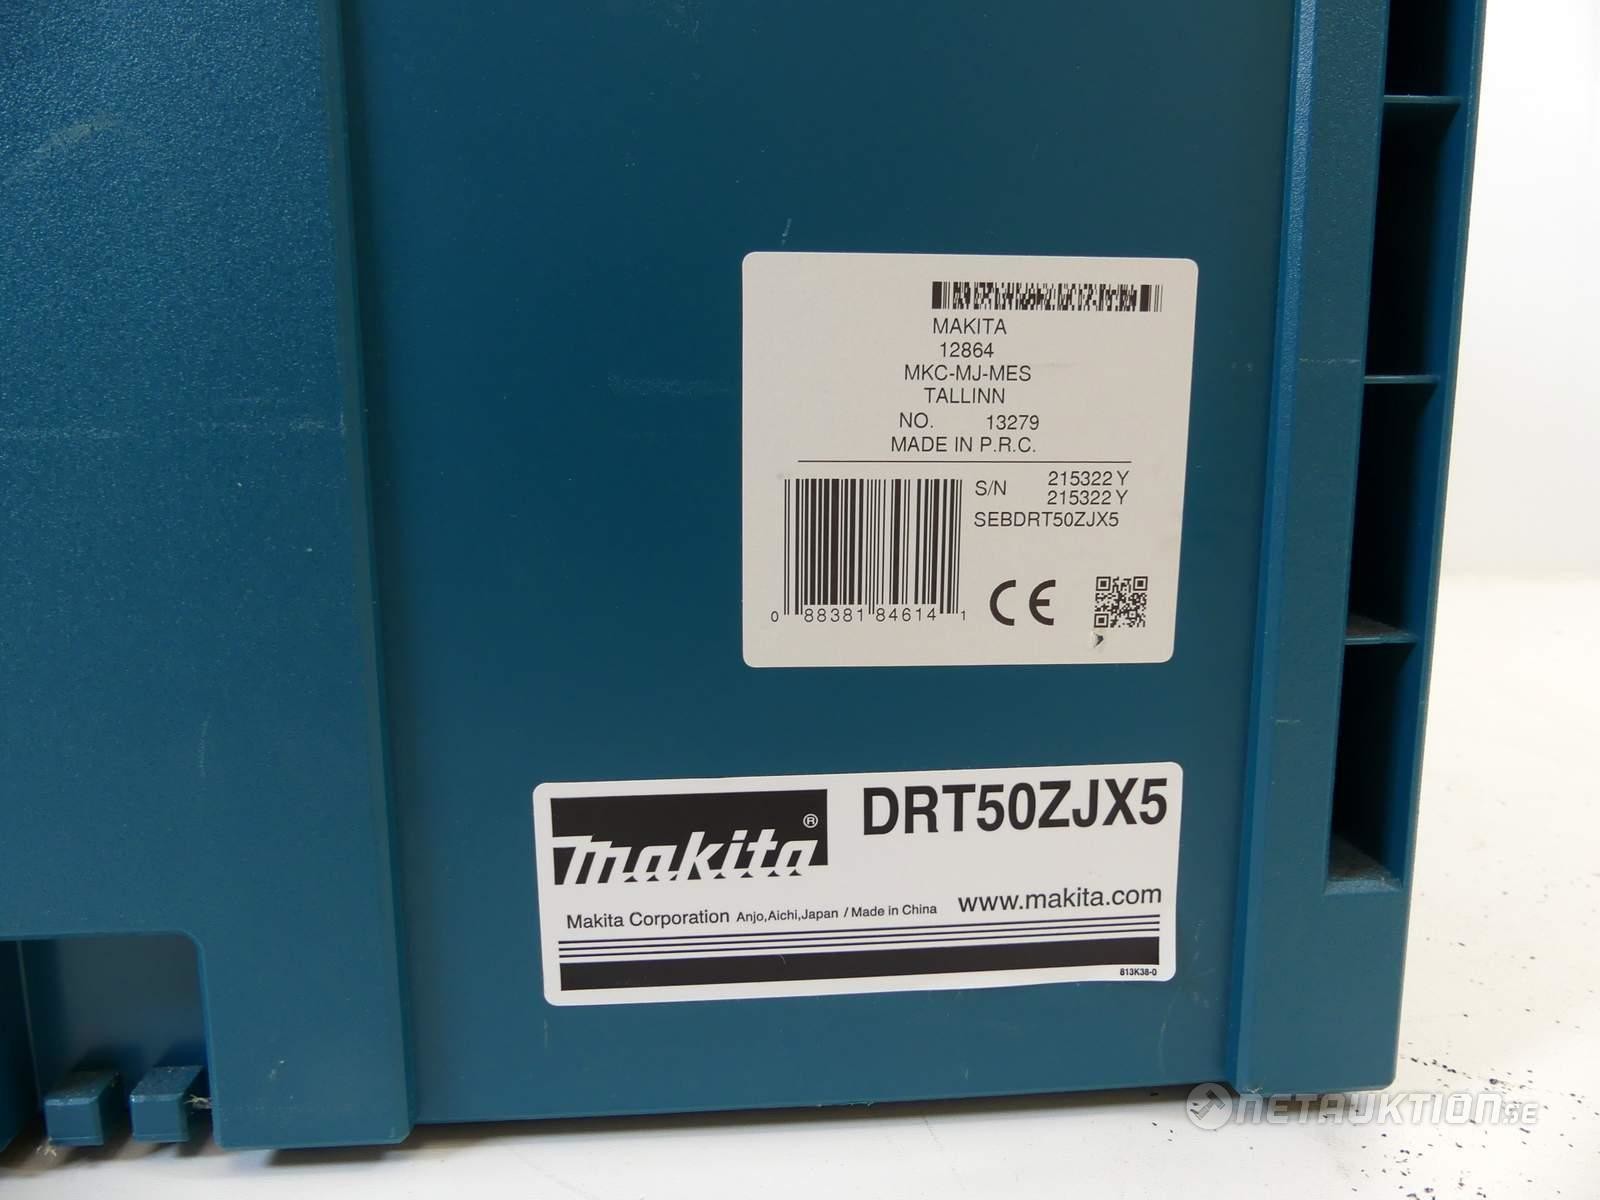 MAKITA
12864
MKC-MJ-MES
TALLINN
NO. 13279
MADE IN P.R.C.
S/N 215322 Y
215322 Y
SEBDRT50ZJX5
0 88381 84614 1
CE
makita®
DRT50ZJX5
Makita Corporation Anjo,Aichi,Japan / Made in China
www.makita.com
813K38-0
NETAUKTION.SE